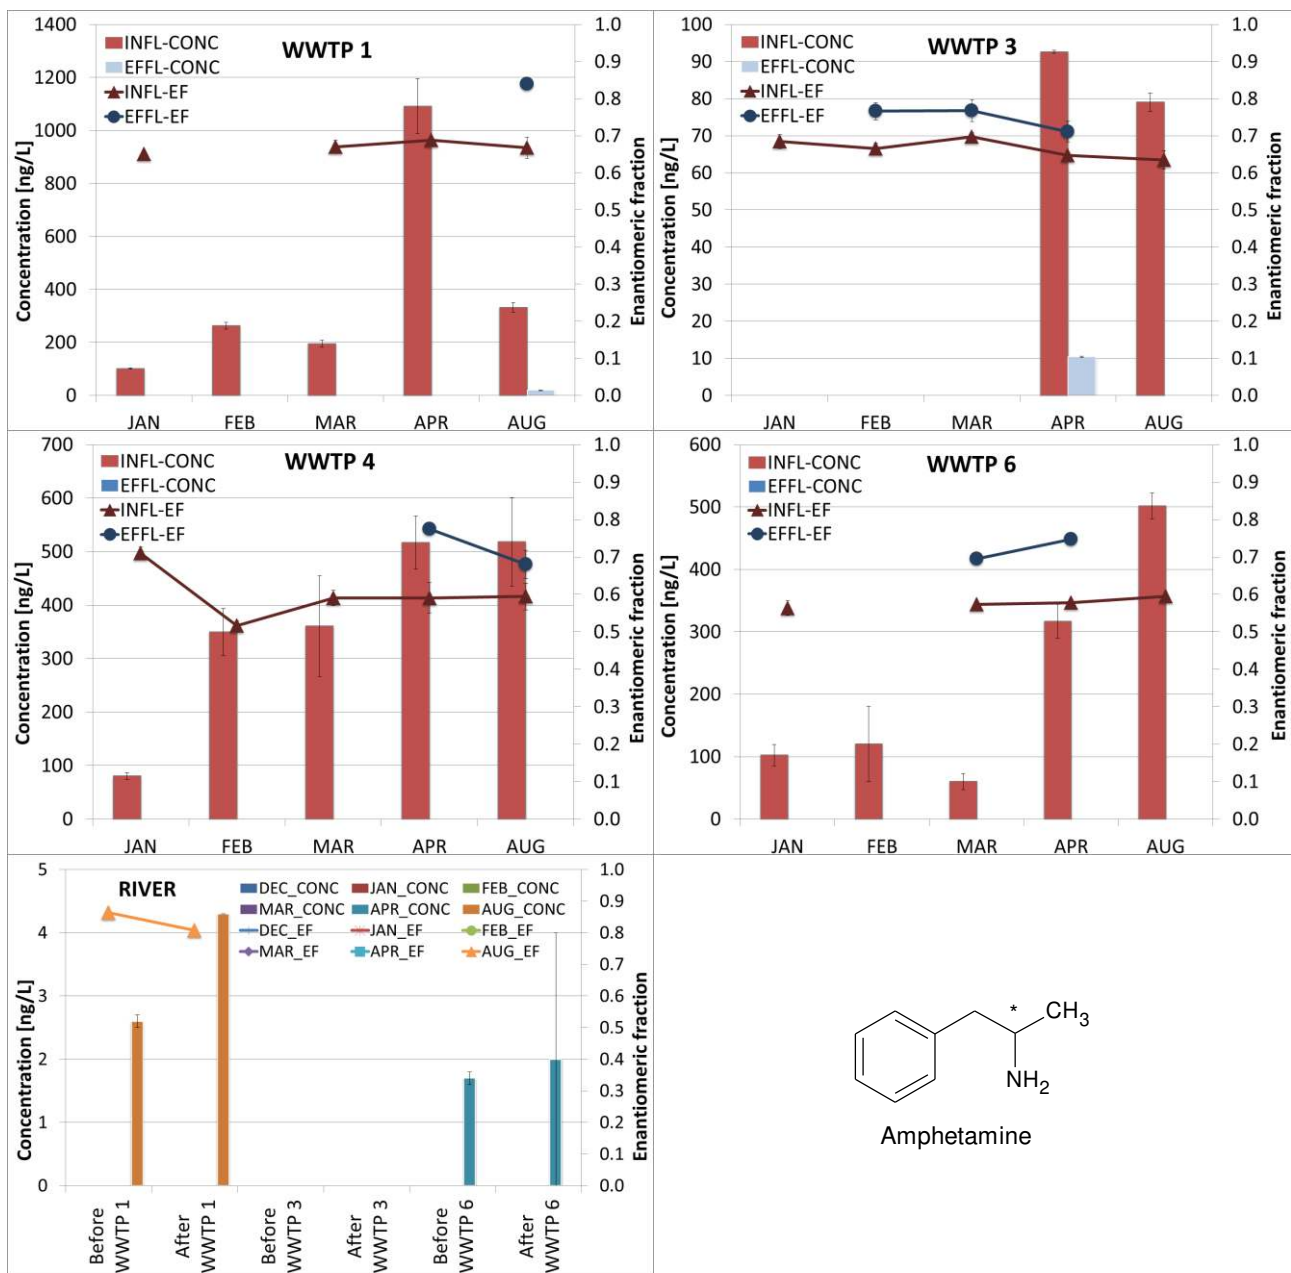 WWTP 1
INFL-CONC
EFFL-CONC
INFL-EF
EFFL-EF
Concentration [ng/L]
1400
1200
1000
800
600
400
200
0
1.0
0.9
0.8
0.7
0.6
0.5
0.4
0.3
0.2
0.1
0.0
Enantiomeric fraction
JAN FEB MAR APR AUG
WWTP 3
INFL-CONC
EFFL-CONC
INFL-EF
EFFL-EF
Concentration [ng/L]
100
90
80
70
60
50
40
30
20
10
0
1.0
0.9
0.8
0.7
0.6
0.5
0.4
0.3
0.2
0.1
0.0
Enantiomeric fraction
JAN FEB MAR APR AUG
WWTP 4
INFL-CONC
EFFL-CONC
INFL-EF
EFFL-EF
Concentration [ng/L]
700
600
500
400
300
200
100
0
1.0
0.9
0.8
0.7
0.6
0.5
0.4
0.3
0.2
0.1
0.0
Enantiomeric fraction
JAN FEB MAR APR AUG
WWTP 6
INFL-CONC
EFFL-CONC
INFL-EF
EFFL-EF
Concentration [ng/L]
600
500
400
300
200
100
0
1.0
0.9
0.8
0.7
0.6
0.5
0.4
0.3
0.2
0.1
0.0
Enantiomeric fraction
JAN FEB MAR APR AUG
RIVER
DEC_CONC JAN_CONC FEB_CONC
MAR_CONC APR_CONC AUG_CONC
DEC_EF JAN_EF FEB_EF
MAR_EF APR_EF AUG_EF
Concentration [ng/L]
5
4
3
2
1
0
1.0
0.9
0.8
0.7
0.6
0.5
0.4
0.3
0.2
0.1
0.0
Enantiomeric fraction
Before
WWTP 1
After
WWTP 1
Before
WWTP 3
After
WWTP 3
Before
WWTP 6
After
WWTP 6
*
CH3
NH2
Amphetamine